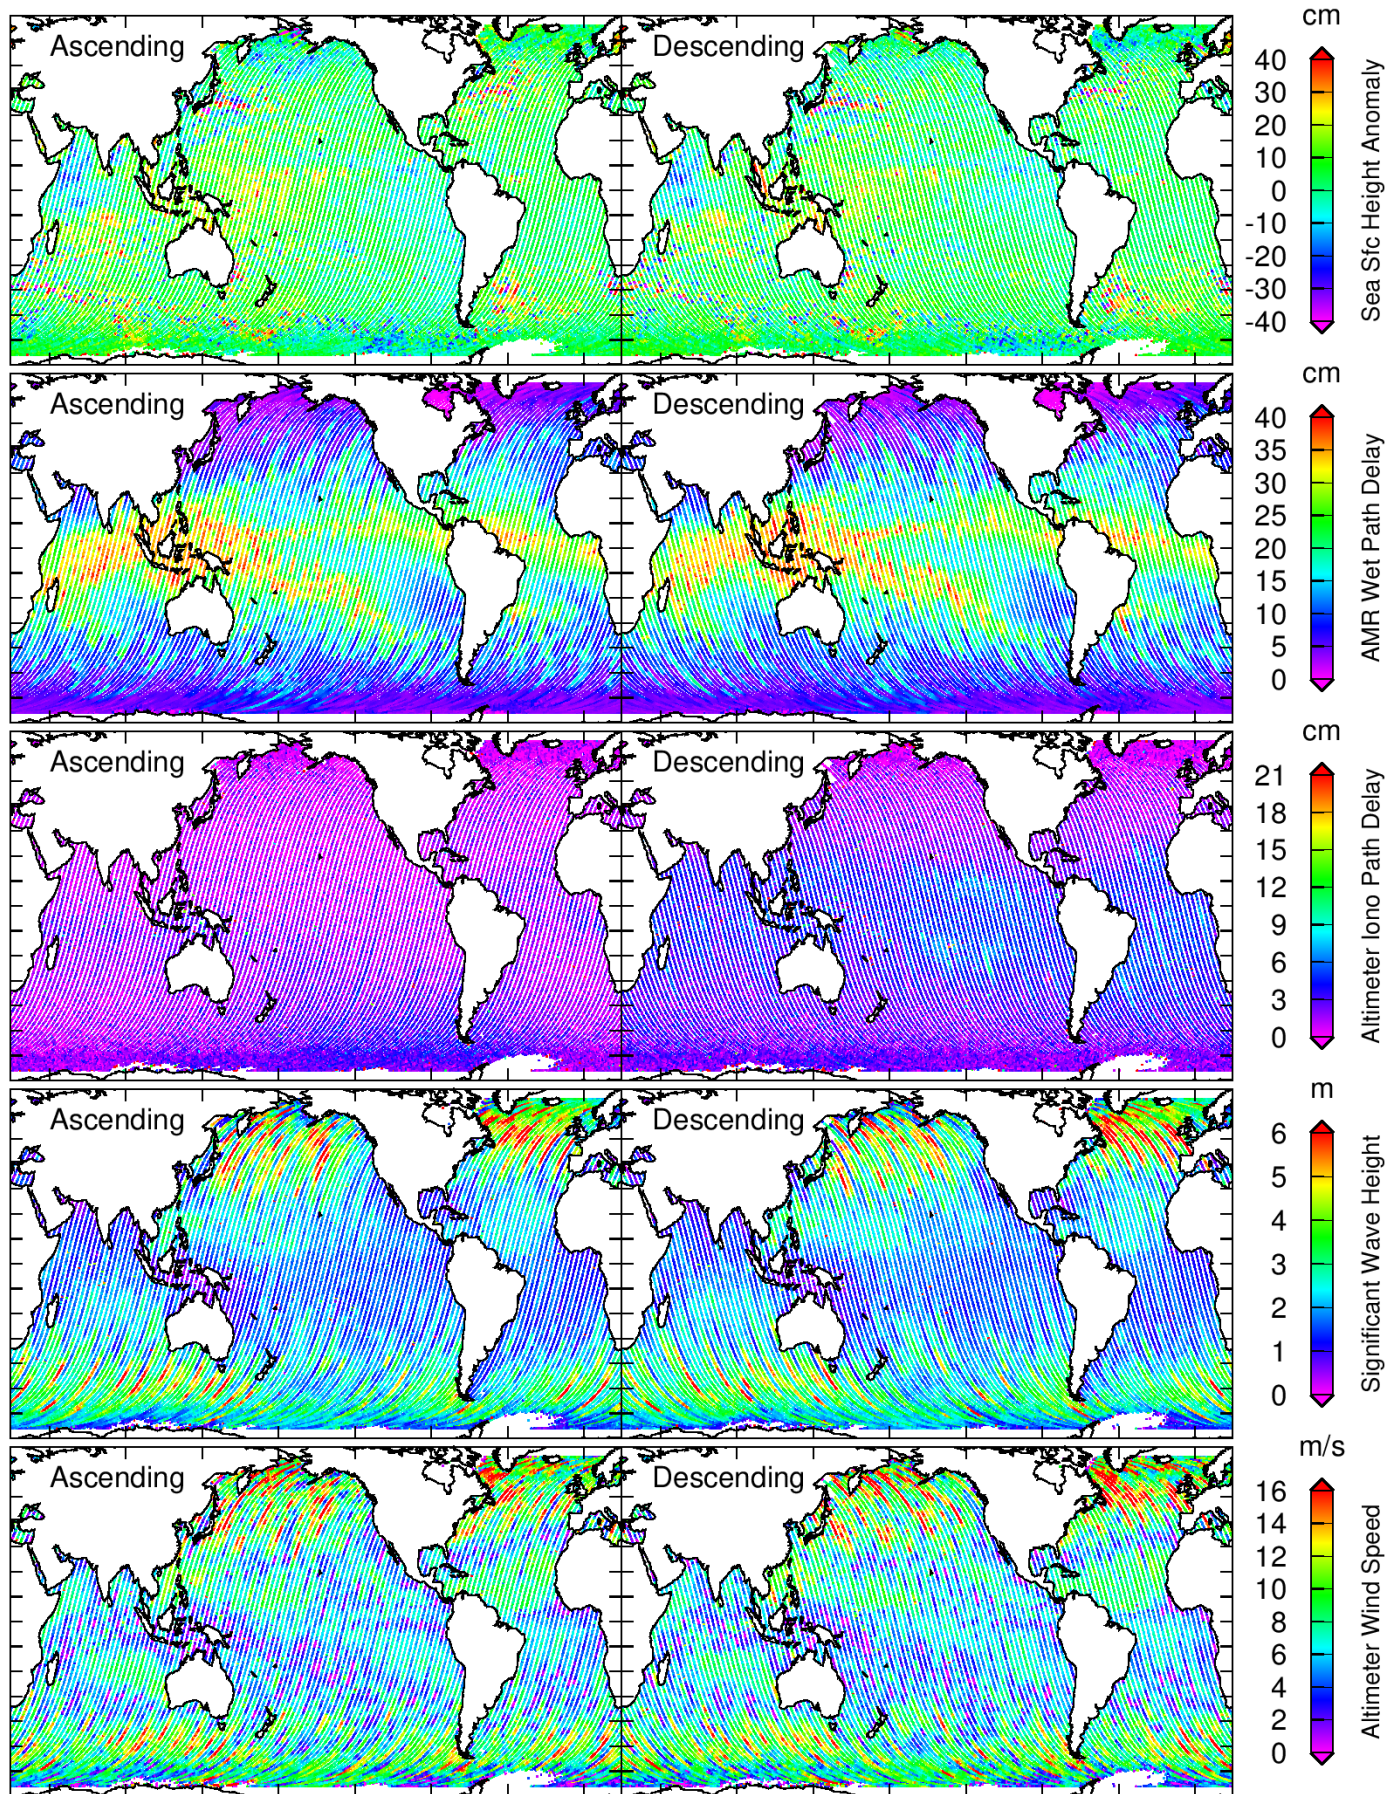 cm
Ascending
Descending
40
30
20
10
0
-10
-20
-30
-40
Sea Sfc Height Anomaly
cm
Ascending
Descending
40
35
30
25
20
15
10
5
0
AMR Wet Path Delay
cm
Ascending
Descending
21
18
15
12
9
6
3
0
Altimeter Iono Path Delay
m
Ascending
Descending
6
5
4
3
2
1
0
Significant Wave Height
m/s
Ascending
Descending
16
14
12
10
8
6
4
2
0
Altimeter Wind Speed